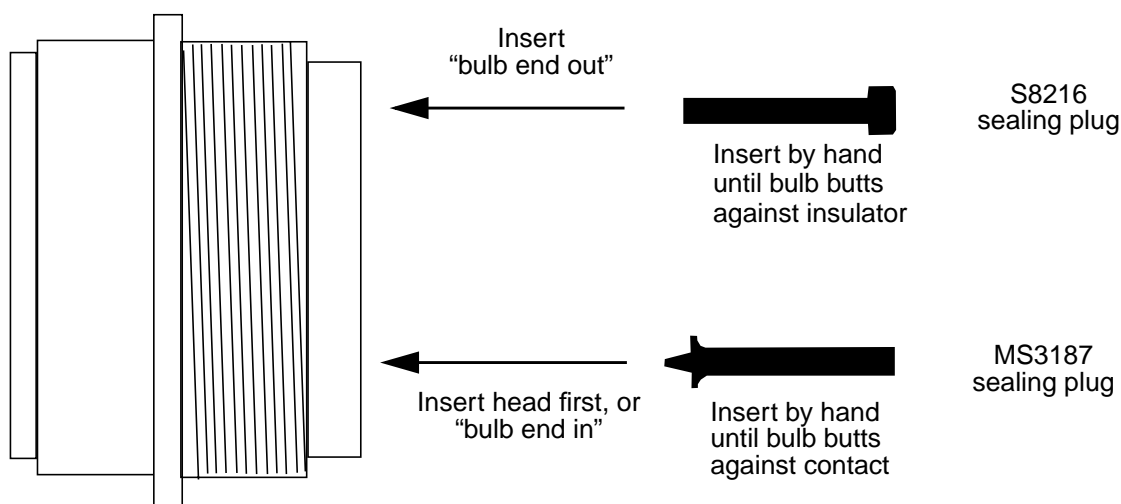 Insert
“bulb end out”
S8216
sealing plug
Insert by hand
until bulb butts
against insulator
Insert head first, or
“bulb end in”
MS3187
sealing plug
Insert by hand
until bulb butts
against contact